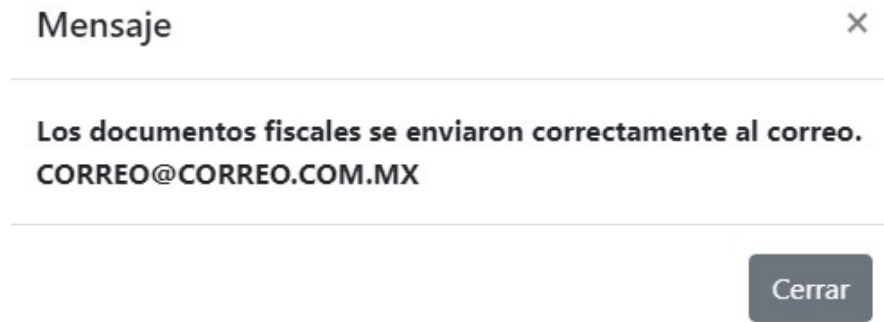 Mensaje ×
Los documentos fiscales se enviaron correctamente al correo.
CORREO@CORREO.COM.MX
Cerrar